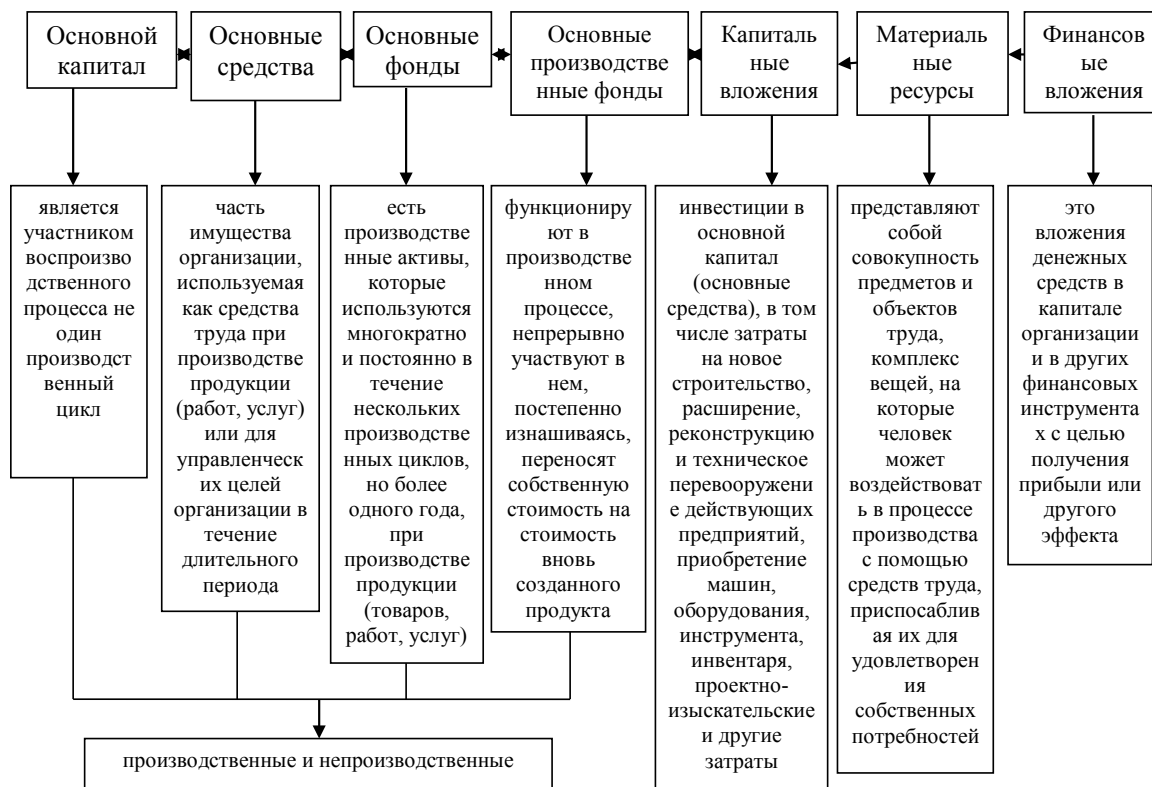 Основной
капитал
Основные
средства
Основные
фонды
Основные
производстве
нные фонды
Капиталь
ные
вложения
Материаль
ные
ресурсы
Финансов
ые
вложения
является
участником
воспроизво
дственного
процесса не
один
производст
венный
цикл
часть
имущества
организации,
используемая
как средства
труда при
производстве
продукции
(работ, услуг)
или для
управленческ
их целей
организации в
течение
длительного
периода
есть
производстве
нные активы,
которые
используются
многократно
и постоянно в
течение
нескольких
производстве
нных циклов,
но более
одного года,
при
производстве
продукции
(товаров,
работ, услуг)
функциониру
ют в
производстве
нном
процессе,
непрерывно
участвуют в
нем,
постепенно
изнашиваясь,
переносят
собственную
стоимость на
стоимость
вновь
созданного
продукта
инвестиции в
основной
капитал
(основные
средства), в том
числе затраты
на новое
строительство,
расширение,
реконструкцию
и техническое
перевооружени
е действующих
предприятий,
приобретение
машин,
оборудования,
инструмента,
инвентаря,
проектно-
изыскательские
и другие
затраты
представляют
собой
совокупность
предметов и
объектов
труда,
комплекс
вещей, на
которые
человек
может
воздействоват
ь в процессе
производства
с помощью
средств труда,
приспосаблив
ая их для
удовлетворен
ия
собственных
потребностей
это
вложения
денежных
средств в
капитале
организаци
и в других
финансовых
инструмента
х с целью
получения
прибыли или
другого
эффекта
производственные и непроизводственные